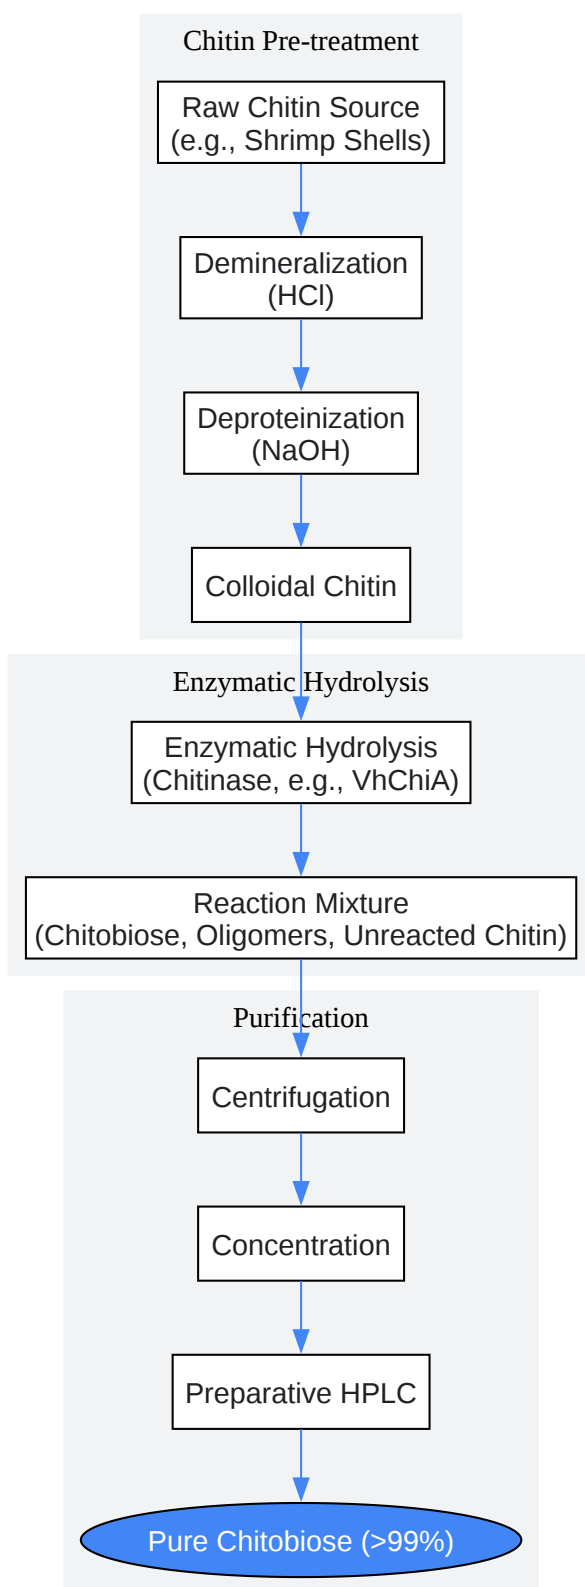 Chitin Pre-treatment
Raw Chitin Source
(e.g., Shrimp Shells)
Demineralization
(HCl)
Deproteinization
(NaOH)
Colloidal Chitin
Enzymatic Hydrolysis
Enzymatic Hydrolysis
(Chitinase, e.g., VhChiA)
Reaction Mixture
(Chitobiose, Oligomers, Unreacted Chitin)
Purification
Centrifugation
Concentration
Preparative HPLC
Pure Chitobiose (>99%)